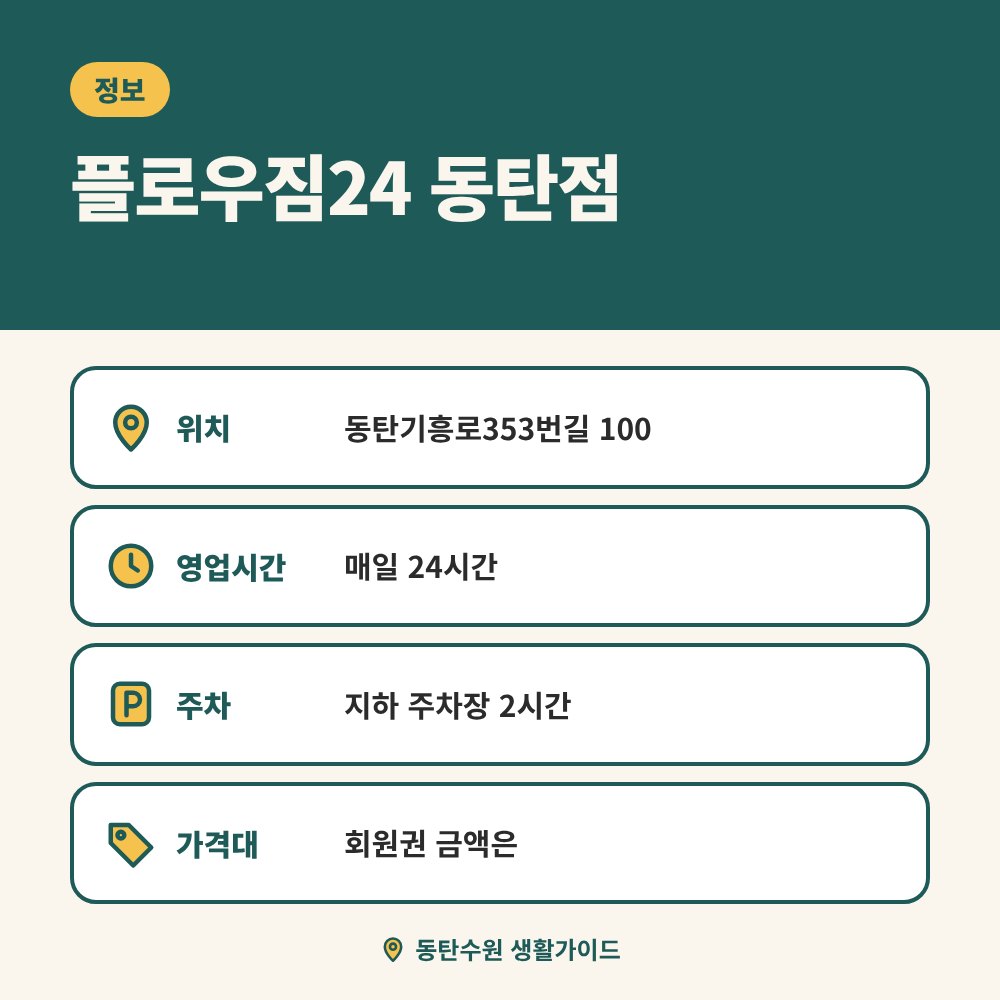 정보
플로우짐24 동탄점
위치 동탄기흥로353번길 100
영업시간 매일 24시간
P 주차 지하 주차장 2시간
가격대 회원권 금액은
동탄수원 생활가이드